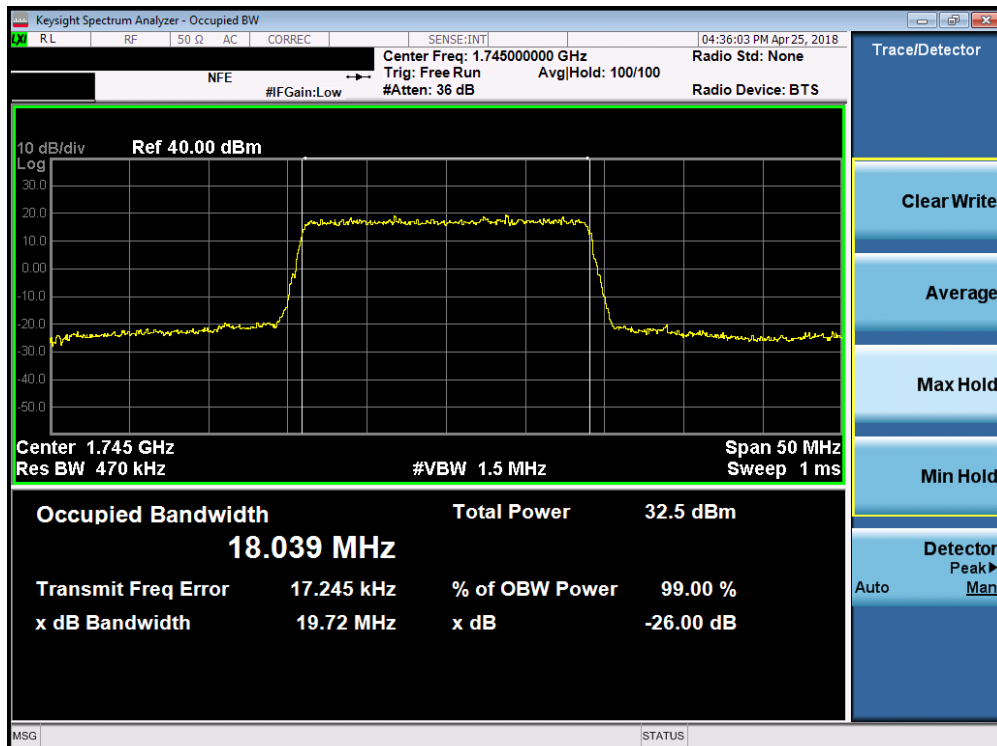 Keysight Spectrum Analyzer - Occupied BW
LXI RL RF 50 Ω AC CORREC SENSE:INT 04:36:03 PM Apr 25, 2018
Center Freq: 1.745000000 GHz Radio Std: None
NFE Trig: Free Run Avg|Hold: 100/100
#IFGain:Low #Atten: 36 dB Radio Device: BTS
Trace/Detector
10 dB/div Ref 40.00 dBm
Log
30.0
20.0
10.0
0.00
-10.0
-20.0
-30.0
-40.0
-50.0
Center 1.745 GHz Span 50 MHz
Res BW 470 kHz #VBW 1.5 MHz Sweep 1 ms
Occupied Bandwidth Total Power 32.5 dBm
18.039 MHz
Transmit Freq Error 17.245 kHz % of OBW Power 99.00 %
x dB Bandwidth 19.72 MHz x dB -26.00 dB
Clear Write
Average
Max Hold
Min Hold
Detector
Peak▶
Auto Man
MSG STATUS